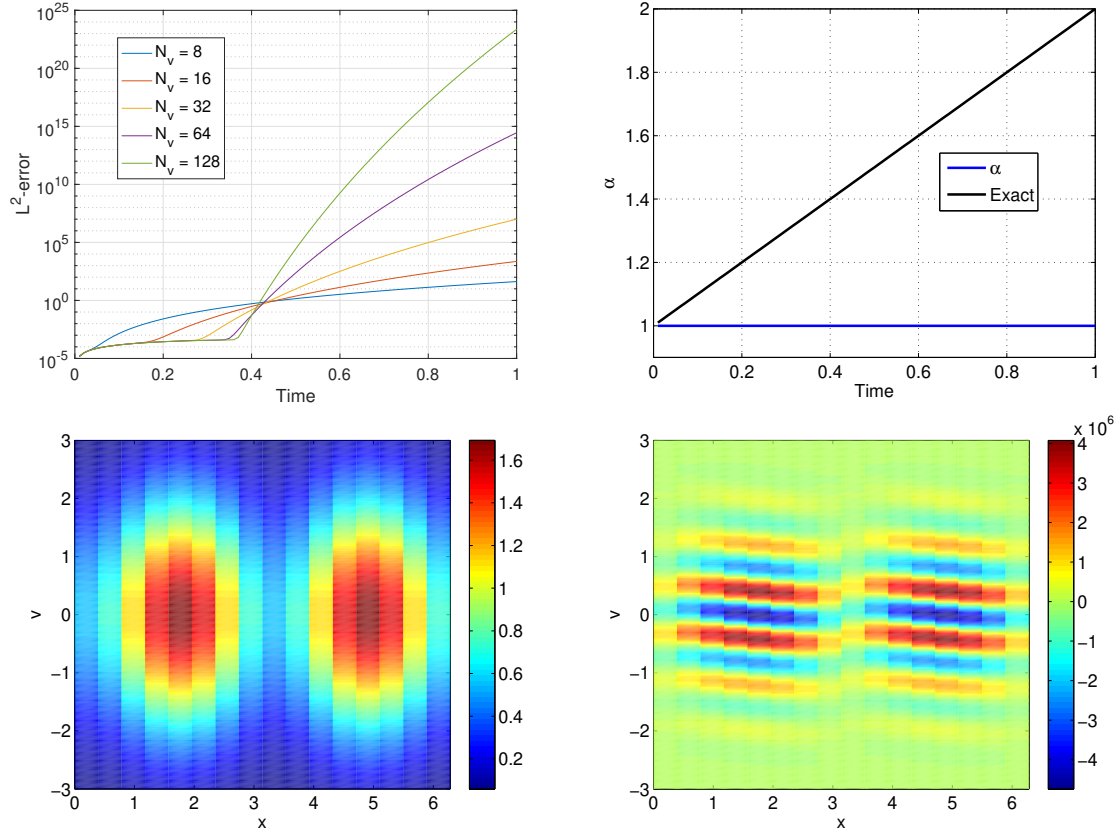 10^25
10^20
10^15
10^10
10^5
10^0
10^-5
L^2-error
N_v = 8
N_v = 16
N_v = 32
N_v = 64
N_v = 128
0 0.2 0.4 0.6 0.8 1
Time
2
1.8
1.6
1.4
1.2
1
α
α
Exact
0 0.2 0.4 0.6 0.8 1
Time
3
2
1
0
−1
−2
−3
v
0 1 2 3 4 5 6
x
1.6
1.4
1.2
1
0.8
0.6
0.4
0.2
3
2
1
0
−1
−2
−3
v
0 1 2 3 4 5 6
x
x 10^6
4
3
2
1
0
−1
−2
−3
−4